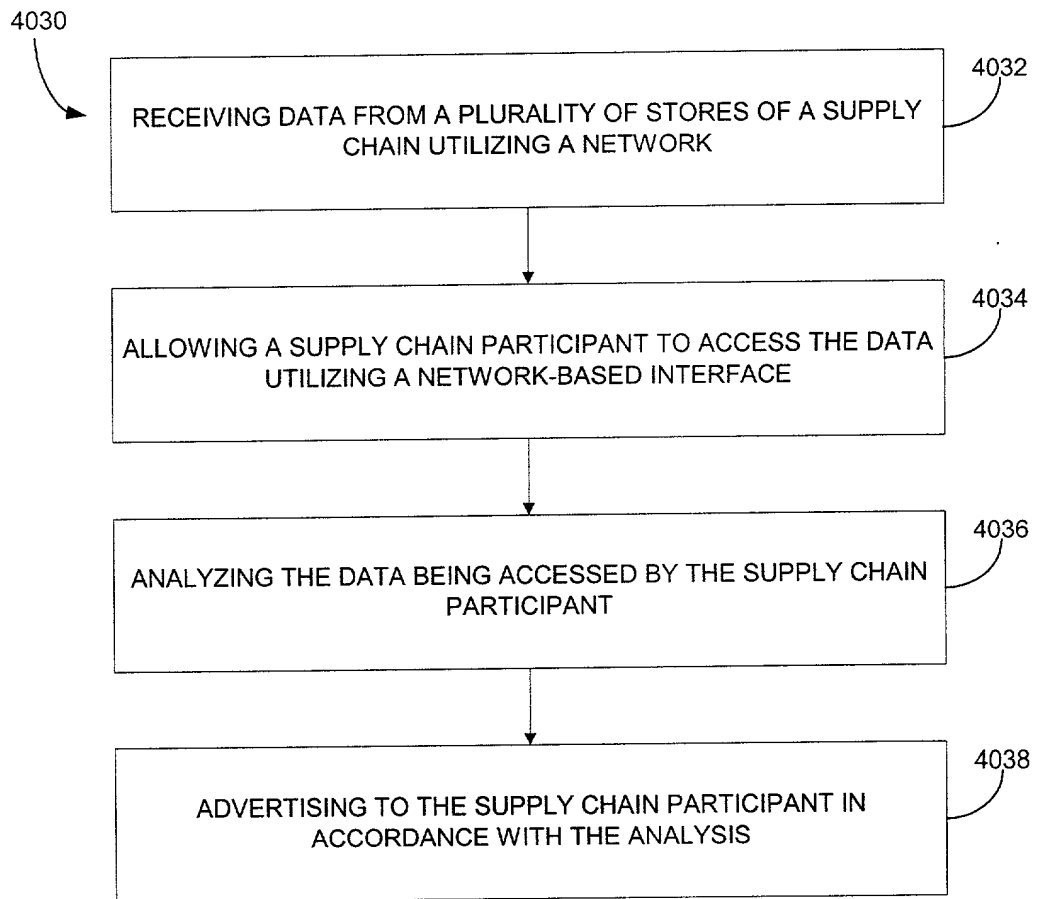 4030
4032
RECEIVING DATA FROM A PLURALITY OF STORES OF A SUPPLY
CHAIN UTILIZING A NETWORK
4034
ALLOWING A SUPPLY CHAIN PARTICIPANT TO ACCESS THE DATA
UTILIZING A NETWORK-BASED INTERFACE
4036
ANALYZING THE DATA BEING ACCESSED BY THE SUPPLY CHAIN
PARTICIPANT
4038
ADVERTISING TO THE SUPPLY CHAIN PARTICIPANT IN
ACCORDANCE WITH THE ANALYSIS